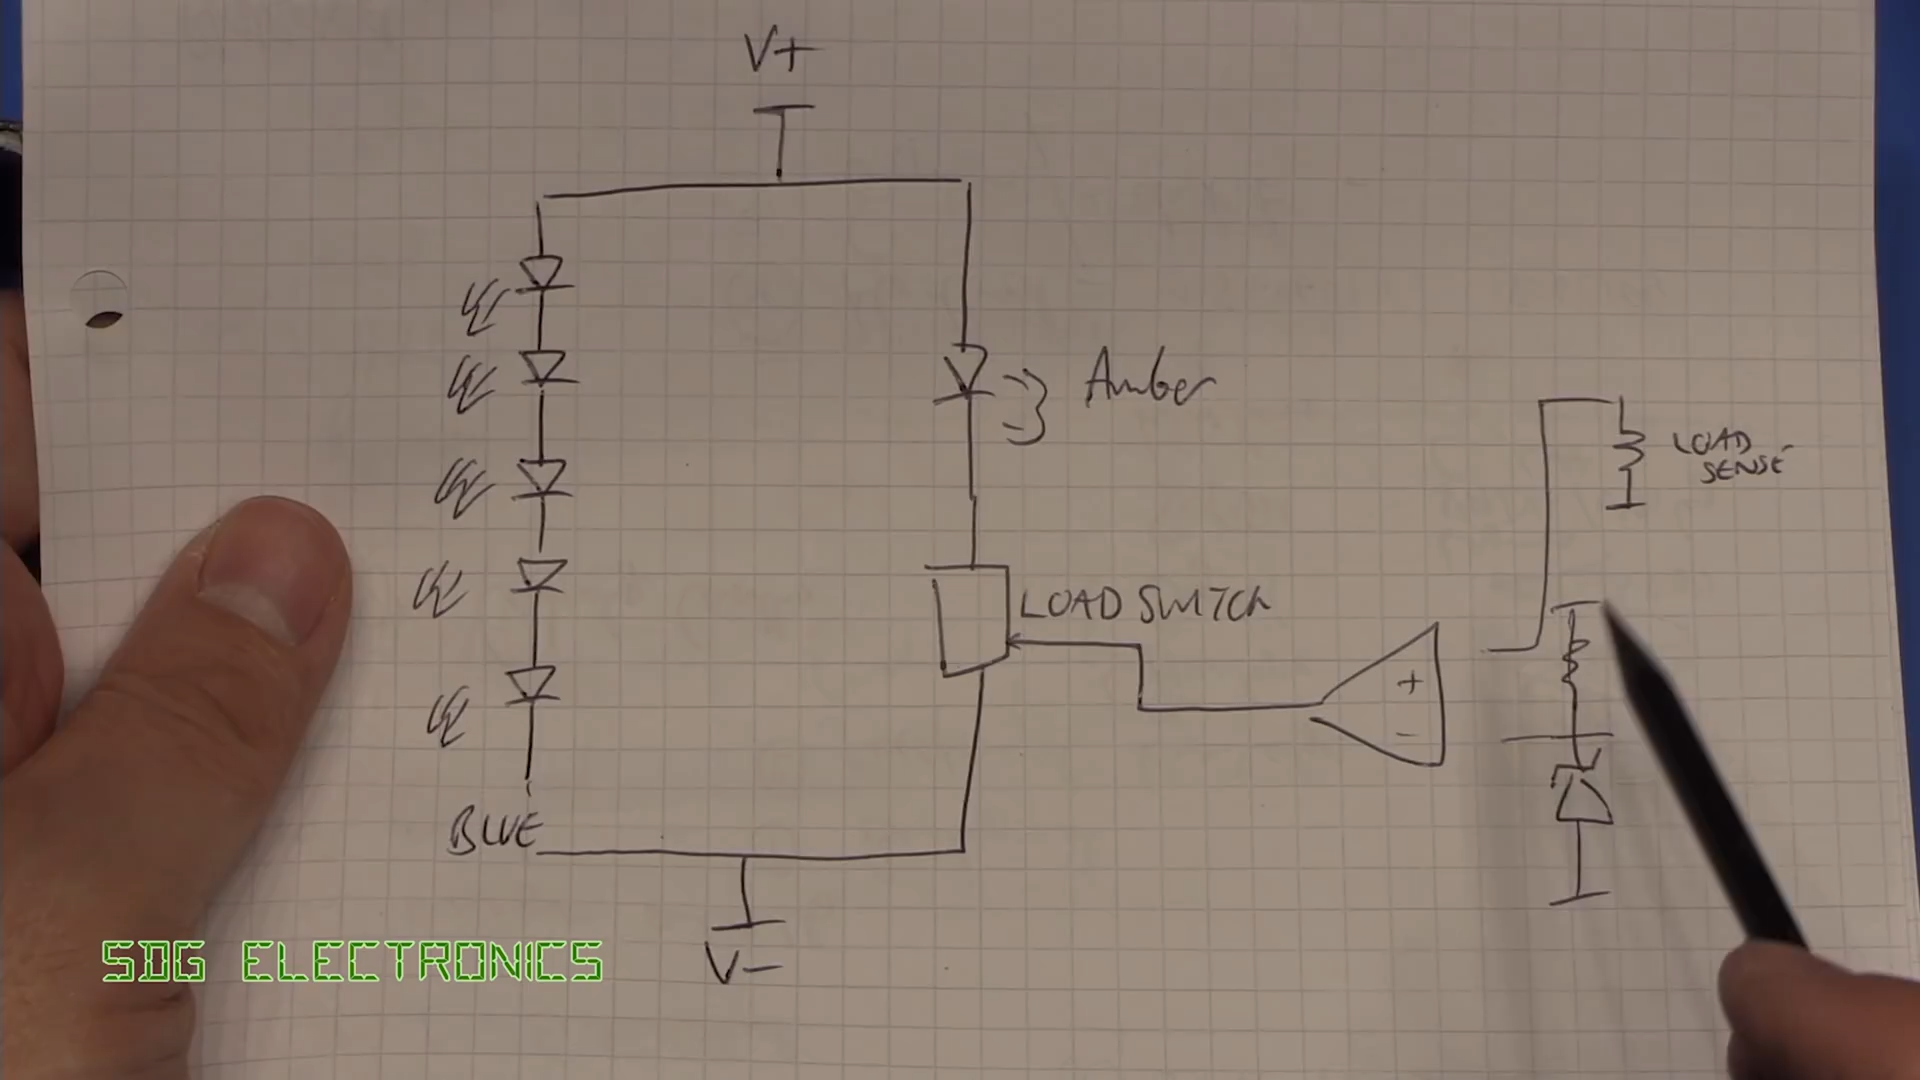 V+
Amber
LOAD
SENSE
LOAD SWITCH
+
-
BLUE
V-
SDG ELECTRONICS